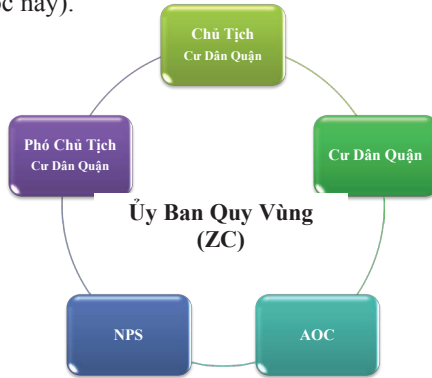 này).
Chủ Tịch
Cư Dân Quận
Phó Chủ Tịch
Cư Dân Quận
Cư Dân Quận
Ủy Ban Quy Vùng
(ZC)
NPS
AOC